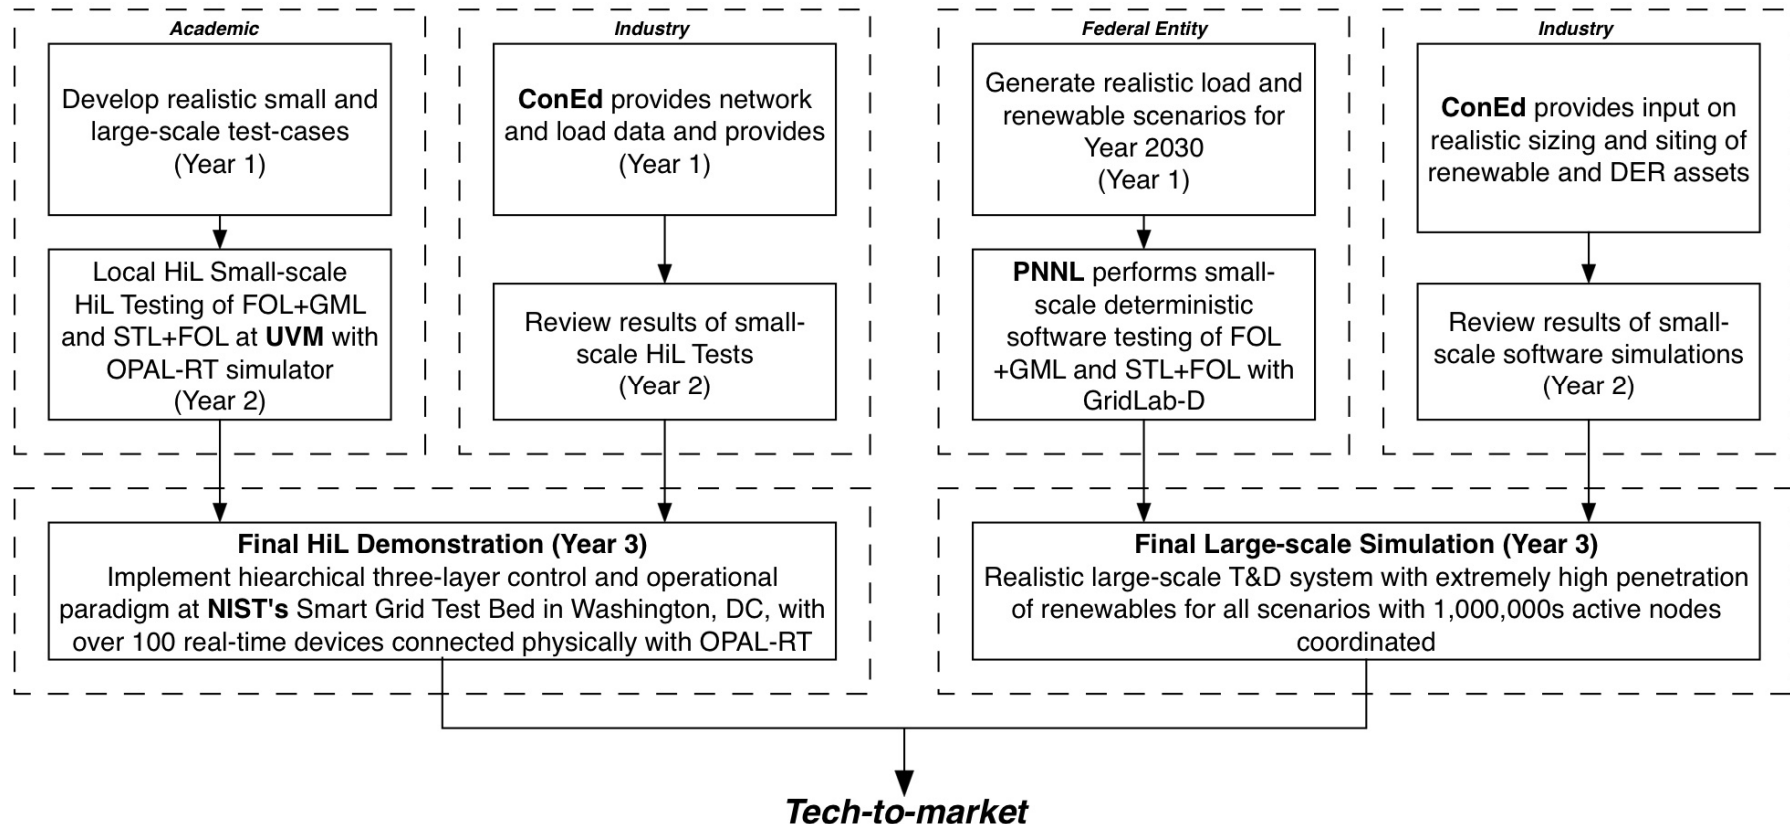 Academic
Develop realistic small and
large-scale test-cases
(Year 1)
Local HiL Small-scale
HiL Testing of FOL+GML
and STL+FOL at UVM with
OPAL-RT simulator
(Year 2)
Industry
ConEd provides network
and load data and provides
(Year 1)
Review results of small-
scale HiL Tests
(Year 2)
Final HiL Demonstration (Year 3)
Implement hierarchical three-layer control and operational
paradigm at NIST's Smart Grid Test Bed in Washington, DC, with
over 100 real-time devices connected physically with OPAL-RT
Federal Entity
Generate realistic load and
renewable scenarios for
Year 2030
(Year 1)
PNNL performs small-
scale deterministic
software testing of FOL
+GML and STL+FOL with
GridLab-D
Industry
ConEd provides input on
realistic sizing and siting of
renewable and DER assets
Review results of small-
scale software simulations
(Year 2)
Final Large-scale Simulation (Year 3)
Realistic large-scale T&D system with extremely high penetration
of renewables for all scenarios with 1,000,000s active nodes
coordinated
Tech-to-market